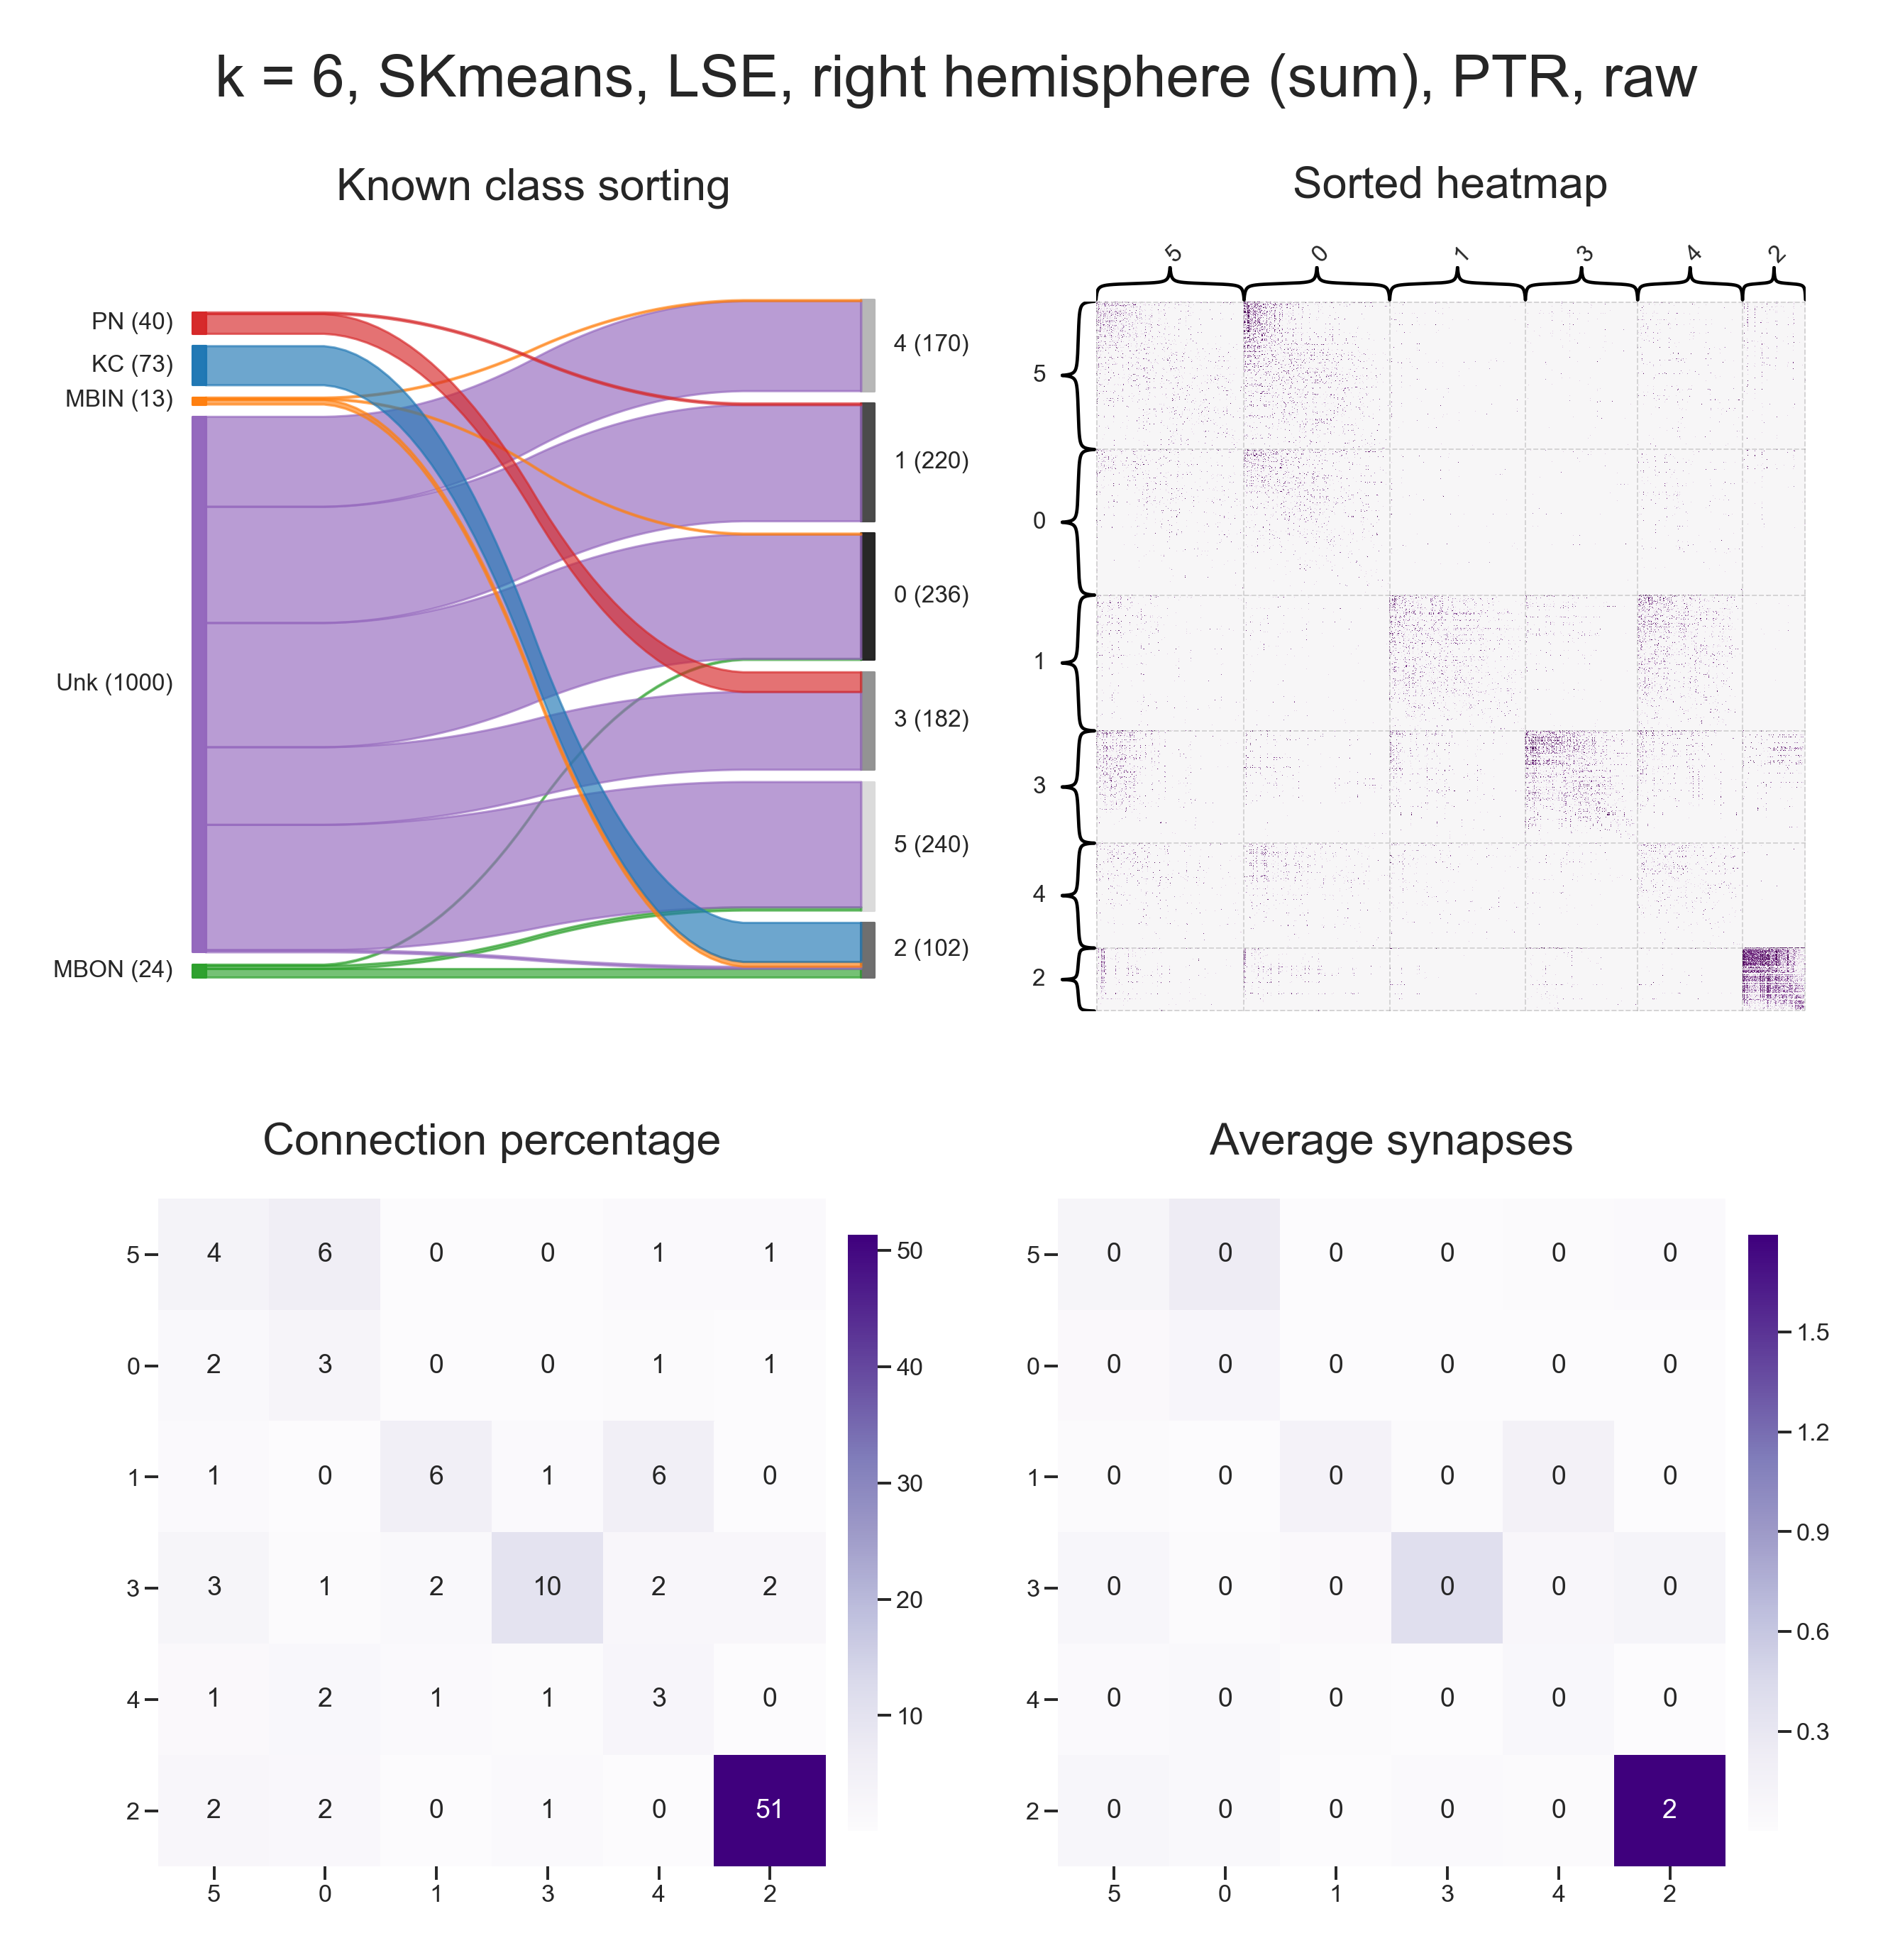 k = 6, SKmeans, LSE, right hemisphere (sum), PTR, raw
Known class sorting
PN (40)
KC (73)
MBIN (13)
Unk (1000)
MBON (24)
4 (170)
1 (220)
0 (236)
3 (182)
5 (240)
2 (102)
Sorted heatmap
5 0 1 3 4 2
5
0
1
3
4
2
Connection percentage
5 4 6 0 0 1 1
0 2 3 0 0 1 1
1 1 0 6 1 6 0
3 3 1 2 10 2 2
4 1 2 1 1 3 0
2 2 2 0 1 0 51
5 0 1 3 4 2
50
40
30
20
10
Average synapses
5 0 0 0 0 0 0
0 0 0 0 0 0 0
1 0 0 0 0 0 0
3 0 0 0 0 0 0
4 0 0 0 0 0 0
2 0 0 0 0 0 2
5 0 1 3 4 2
1.5
1.2
0.9
0.6
0.3